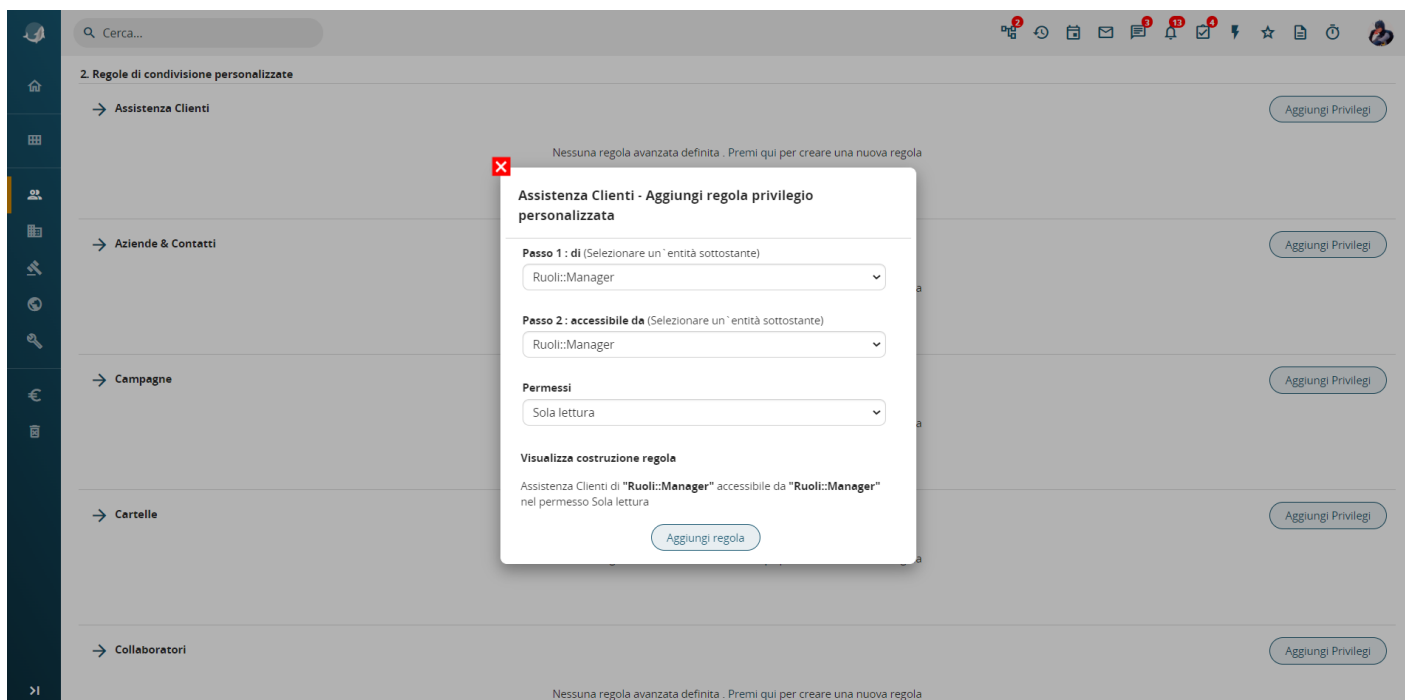 Cerca...
2
3
13
4
2. Regole di condivisione personalizzate
Assistenza Clienti
Aggiungi Privilegi
Nessuna regola avanzata definita . Premi qui per creare una nuova regola
Assistenza Clienti - Aggiungi regola privilegio
personalizzata
Passo 1 : di (Selezionare un`entità sottostante)
Ruoli::Manager
Passo 2 : accessibile da (Selezionare un`entità sottostante)
Ruoli::Manager
Permessi
Sola lettura
Visualizza costruzione regola
Assistenza Clienti di "Ruoli::Manager" accessibile da "Ruoli::Manager"
nel permesso Sola lettura
Aggiungi regola
Aziende & Contatti
Aggiungi Privilegi
a
Campagne
Aggiungi Privilegi
a
Cartelle
Aggiungi Privilegi
a
Collaboratori
Aggiungi Privilegi
Nessuna regola avanzata definita . Premi qui per creare una nuova regola